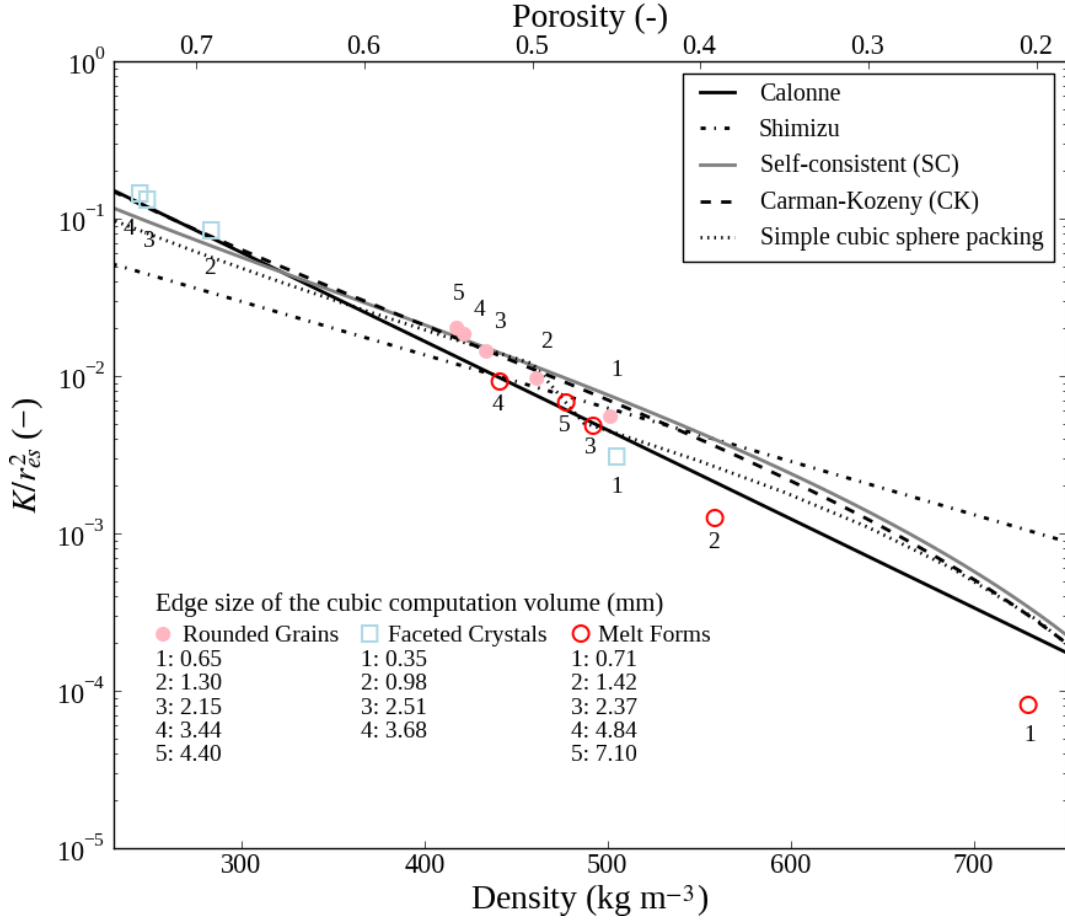 Porosity (-)
0.7 0.6 0.5 0.4 0.3 0.2
10⁰
10⁻¹
10⁻²
10⁻³
10⁻⁴
10⁻⁵
K/r²ₑₛ (−)
Calonne
Shimizu
Self-consistent (SC)
Carman-Kozeny (CK)
Simple cubic sphere packing
4 3 2
5 4 3 2 1
4 5 3 1
2
1
Edge size of the cubic computation volume (mm)
Rounded Grains Faceted Crystals Melt Forms
1: 0.65 1: 0.35 1: 0.71
2: 1.30 2: 0.98 2: 1.42
3: 2.15 3: 2.51 3: 2.37
4: 3.44 4: 3.68 4: 4.84
5: 4.40 5: 7.10
300 400 500 600 700
Density (kg m⁻³)